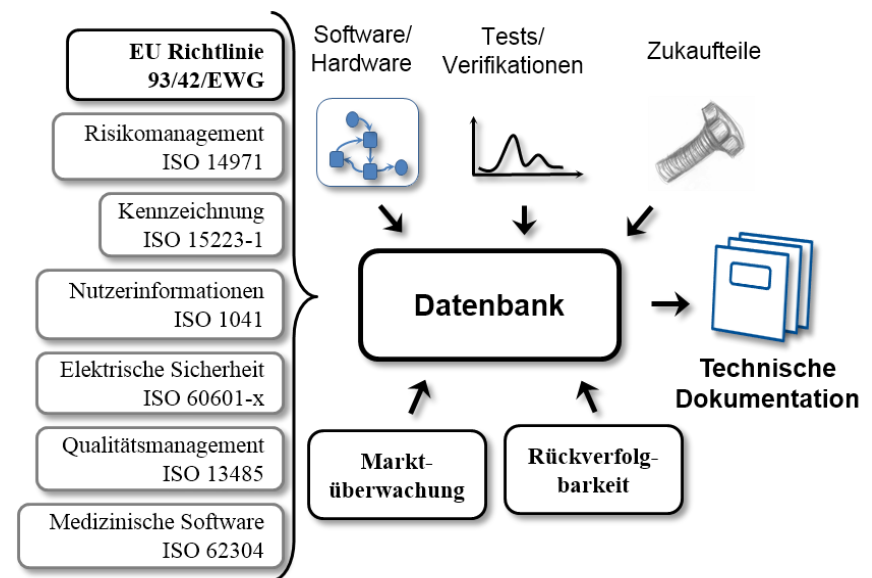 EU Richtlinie
93/42/EWG
Risikomanagement
ISO 14971
Kennzeichnung
ISO 15223-1
Nutzerinformationen
ISO 1041
Elektrische Sicherheit
ISO 60601-x
Qualitätsmanagement
ISO 13485
Medizinische Software
ISO 62304
Software/
Hardware
Tests/
Verifikationen
Zukaufteile
Datenbank
Technische
Dokumentation
Markt-
überwachung
Rückverfolg-
barkeit